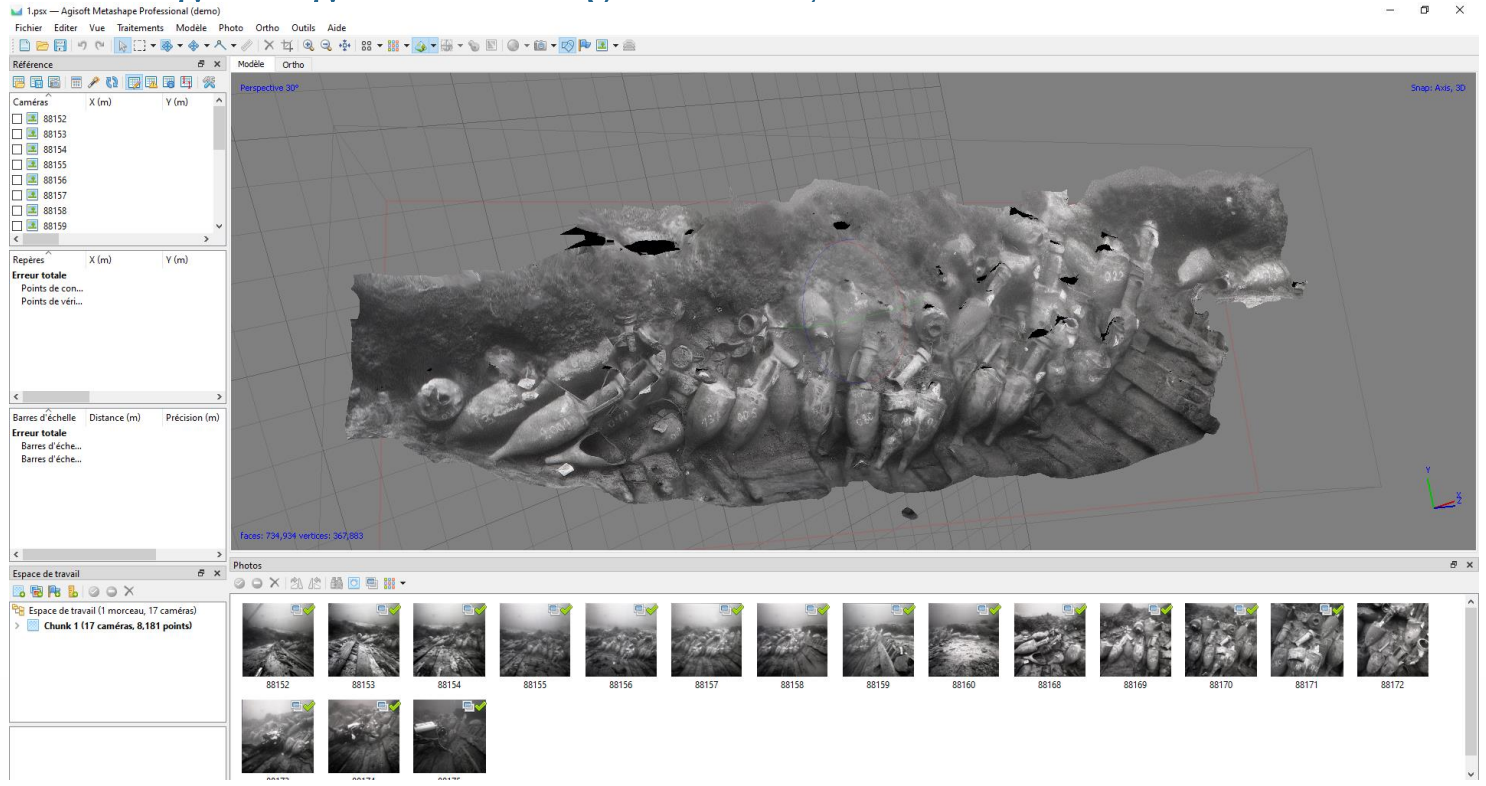 1.psx — Agisoft Metashape Professional (demo)
Fichier Editer Vue Traitements Modèle Photo Ortho Outils Aide
Référence
Modèle Ortho
Perspective 30°
Snap: Axis, 3D
Caméras X (m) Y (m)
88152
88153
88154
88155
88156
88157
88158
88159
Repères X (m) Y (m)
Erreur totale
Points de con...
Points de véri...
Barres d'échelle Distance (m) Précision (m)
Erreur totale
Barres d'éche...
Barres d'éche...
faces: 734,934 vertices: 367,883
Y
X
Z
Espace de travail
Espace de travail (1 morceau, 17 caméras)
Chunk 1 (17 caméras, 8,181 points)
Photos
88152 88153 88154 88155 88156 88157 88158 88159 88160 88168 88169 88170 88171 88172
88173 88174 88175